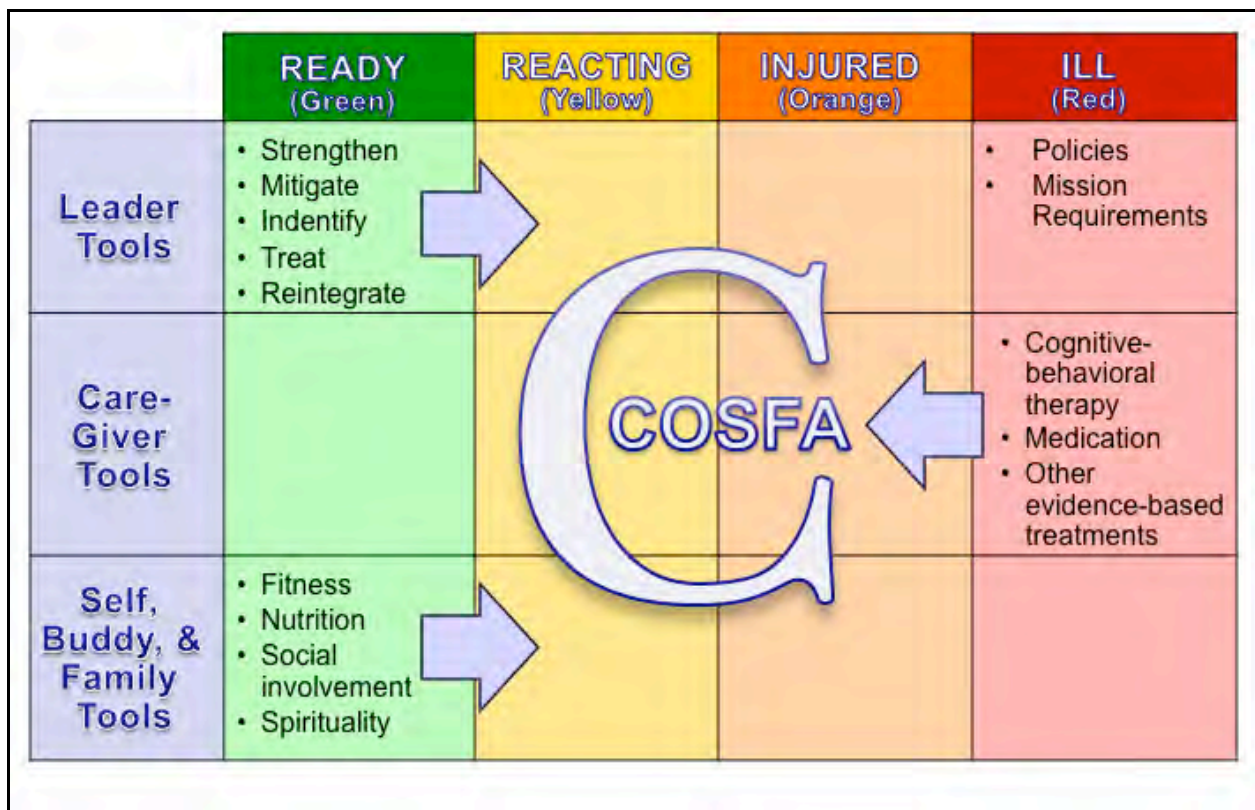 READY
(Green)
REACTING
(Yellow)
INJURED
(Orange)
ILL
(Red)
Leader
Tools
• Strengthen
• Mitigate
• Indentify
• Treat
• Reintegrate
• Policies
• Mission
Requirements
Care-
Giver
Tools
C
COSFA
• Cognitive-
behavioral
therapy
• Medication
• Other
evidence-based
treatments
Self,
Buddy, &
Family
Tools
• Fitness
• Nutrition
• Social
involvement
• Spirituality